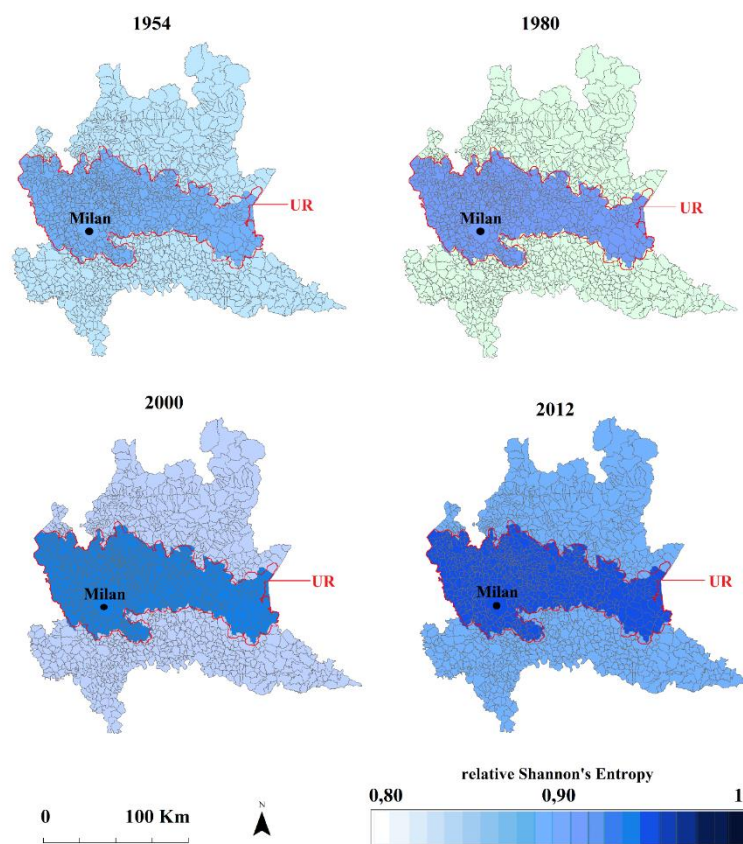 1954
1980
UR
Milan
UR
Milan
2000
2012
UR
Milan
UR
Milan
relative Shannon's Entropy
0 100 Km
N
0,80 0,90 1